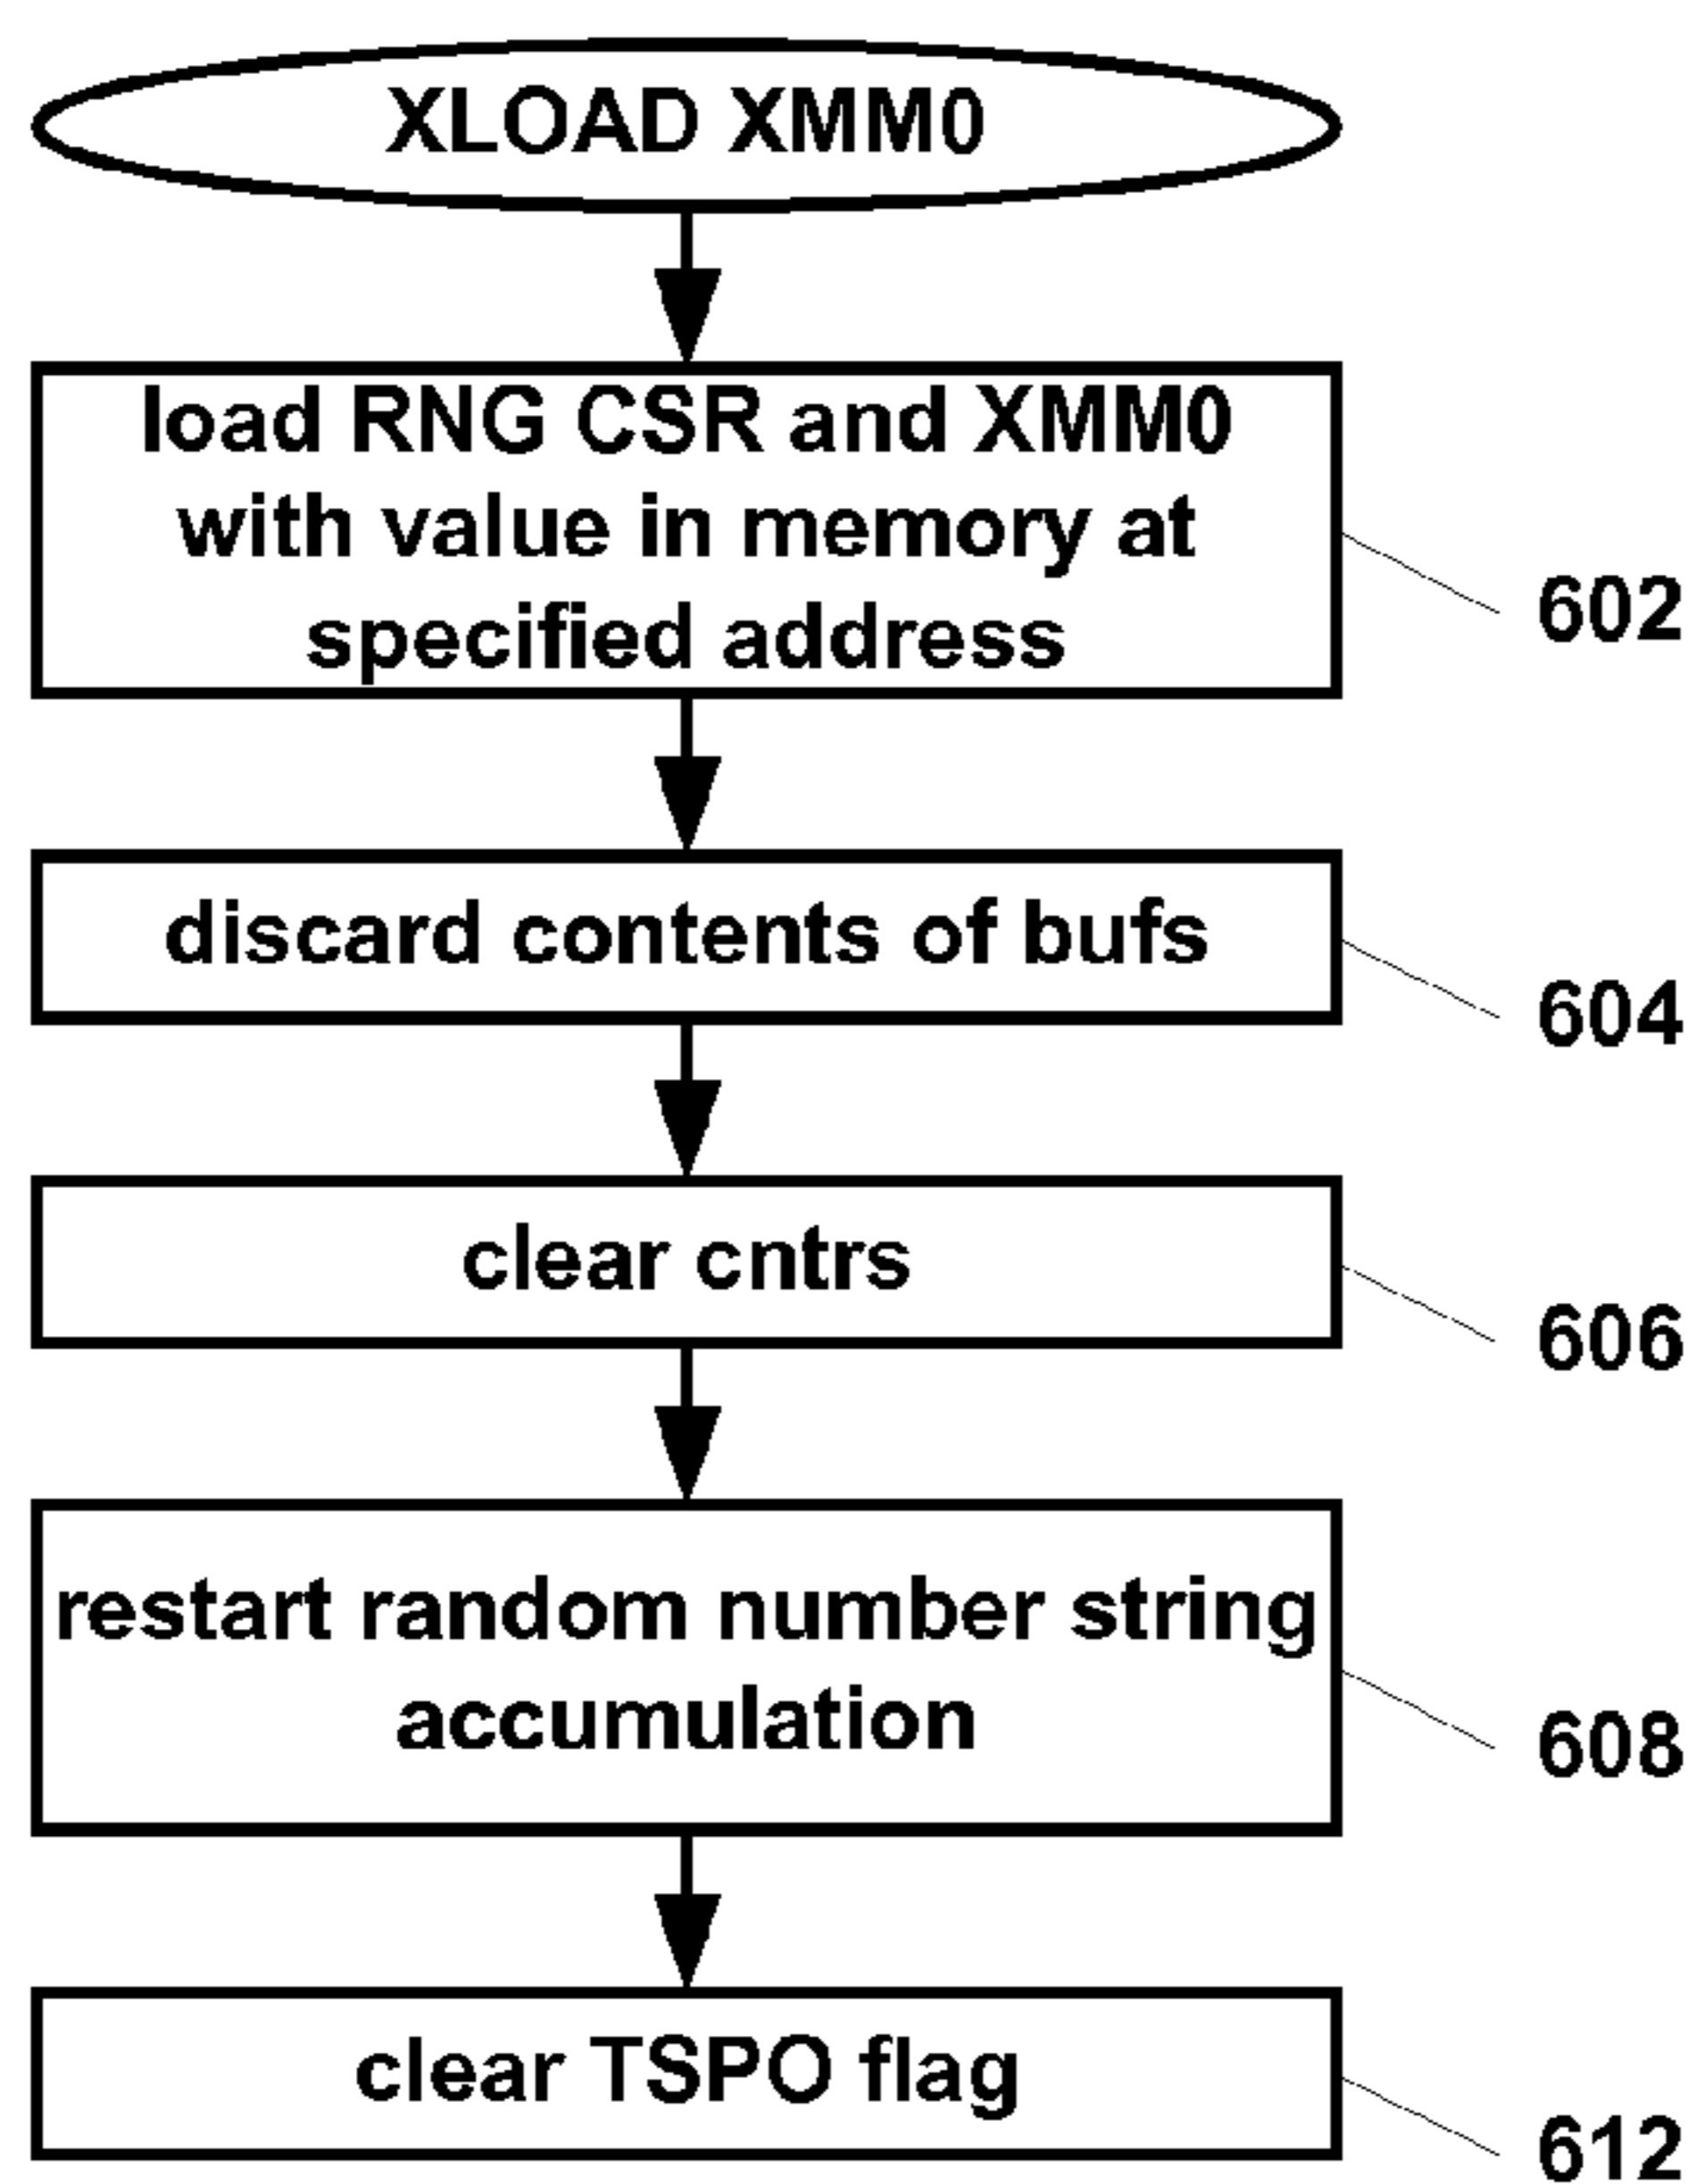 XLOAD XMM0
load RNG CSR and XMM0
with value in memory at
specified address
602
discard contents of bufs
604
clear cntrs
606
restart random number string
accumulation
608
clear TSPO flag
612